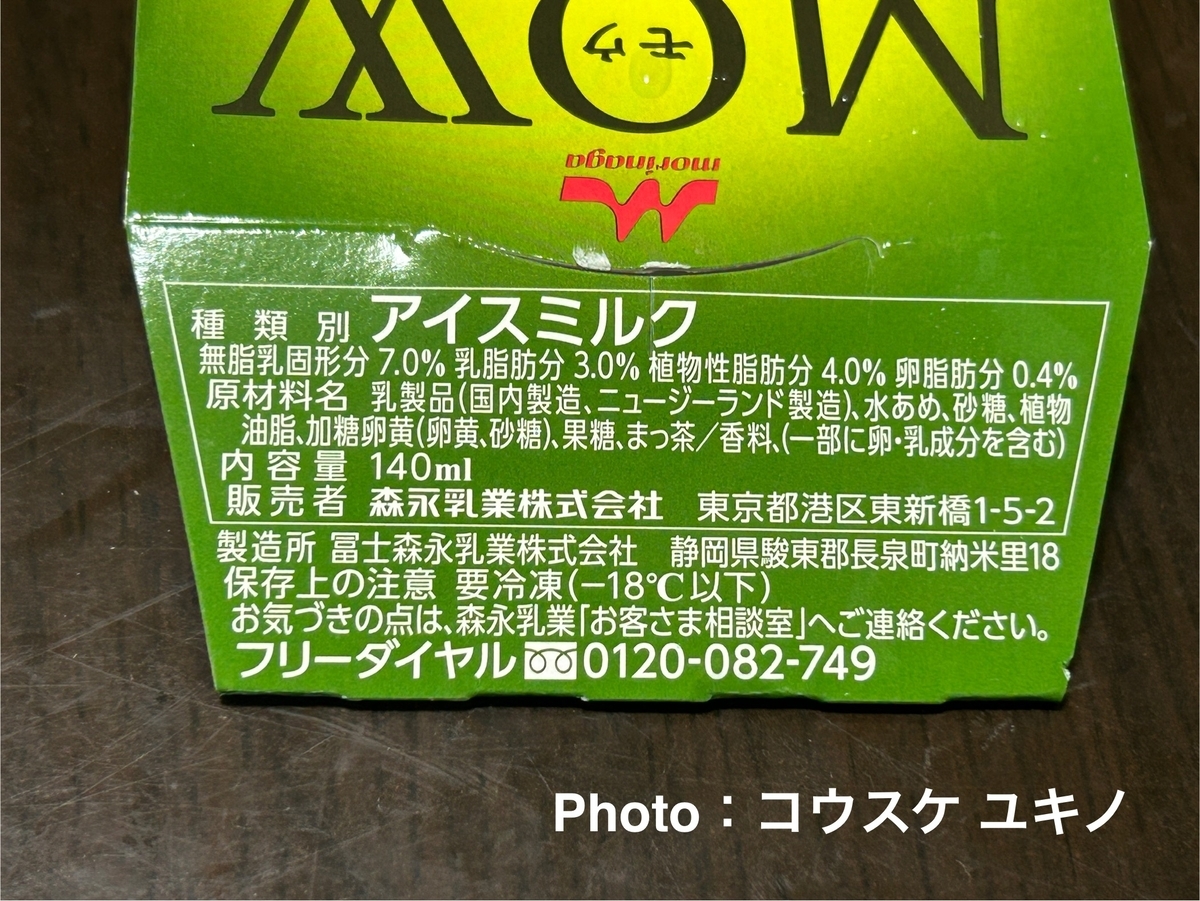 MOW
モウ
morinaga
種類別 アイスミルク
無脂乳固形分 7.0% 乳脂肪分 3.0% 植物性脂肪分 4.0% 卵脂肪分 0.4%
原材料名 乳製品(国内製造、ニュージーランド製造)、水あめ、砂糖、植物
油脂、加糖卵黄(卵黄、砂糖)、果糖、まっ茶/香料、(一部に卵・乳成分を含む)
内容量 140ml
販売者 森永乳業株式会社 東京都港区東新橋1-5-2
製造所 冨士森永乳業株式会社 静岡県駿東郡長泉町納米里18
保存上の注意 要冷凍(−18℃以下)
お気づきの点は、森永乳業「お客さま相談室」へご連絡ください。
フリーダイヤル 0120-082-749
Photo:コウスケ ユキノ